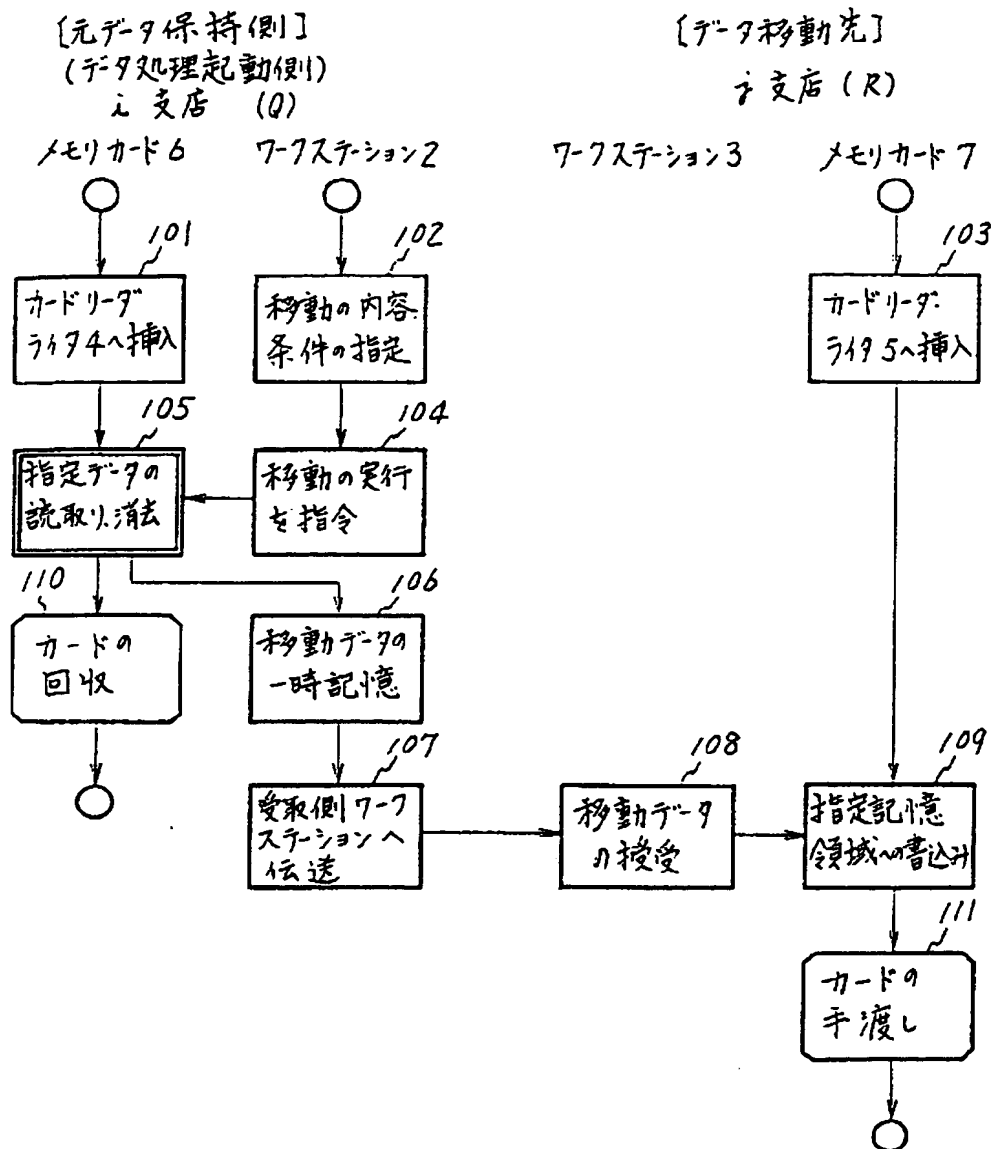 [元データ保持側]
(データ処理起動側)
i 支店 (Q)
[データ移動先]
j 支店 (R)
メモリカード6
ワークステーション2
ワークステーション3
メモリカード7
101
カードリーダ
ライタ4へ挿入
102
移動の内容・
条件の指定
103
カードリーダ・
ライタ5へ挿入
105
指定データの
読取り、消去
104
移動の実行
を指令
110
カードの
回収
106
移動データの
一時記憶
107
受取側ワーク
ステーションへ
伝送
108
移動データ
の授受
109
指定記憶
領域への書込み
111
カードの
手渡し